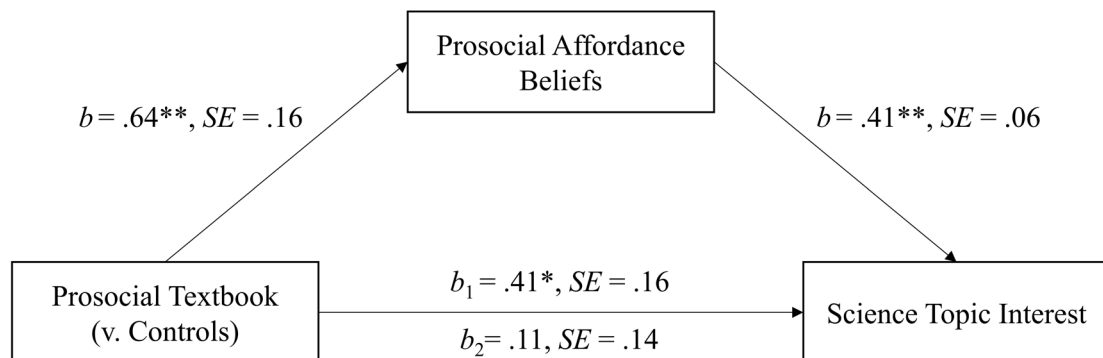 Prosocial Affordance
Beliefs
b = .64**, SE = .16
b = .41**, SE = .06
Prosocial Textbook
(v. Controls)
b₁ = .41*, SE = .16
b₂= .11, SE = .14
Science Topic Interest